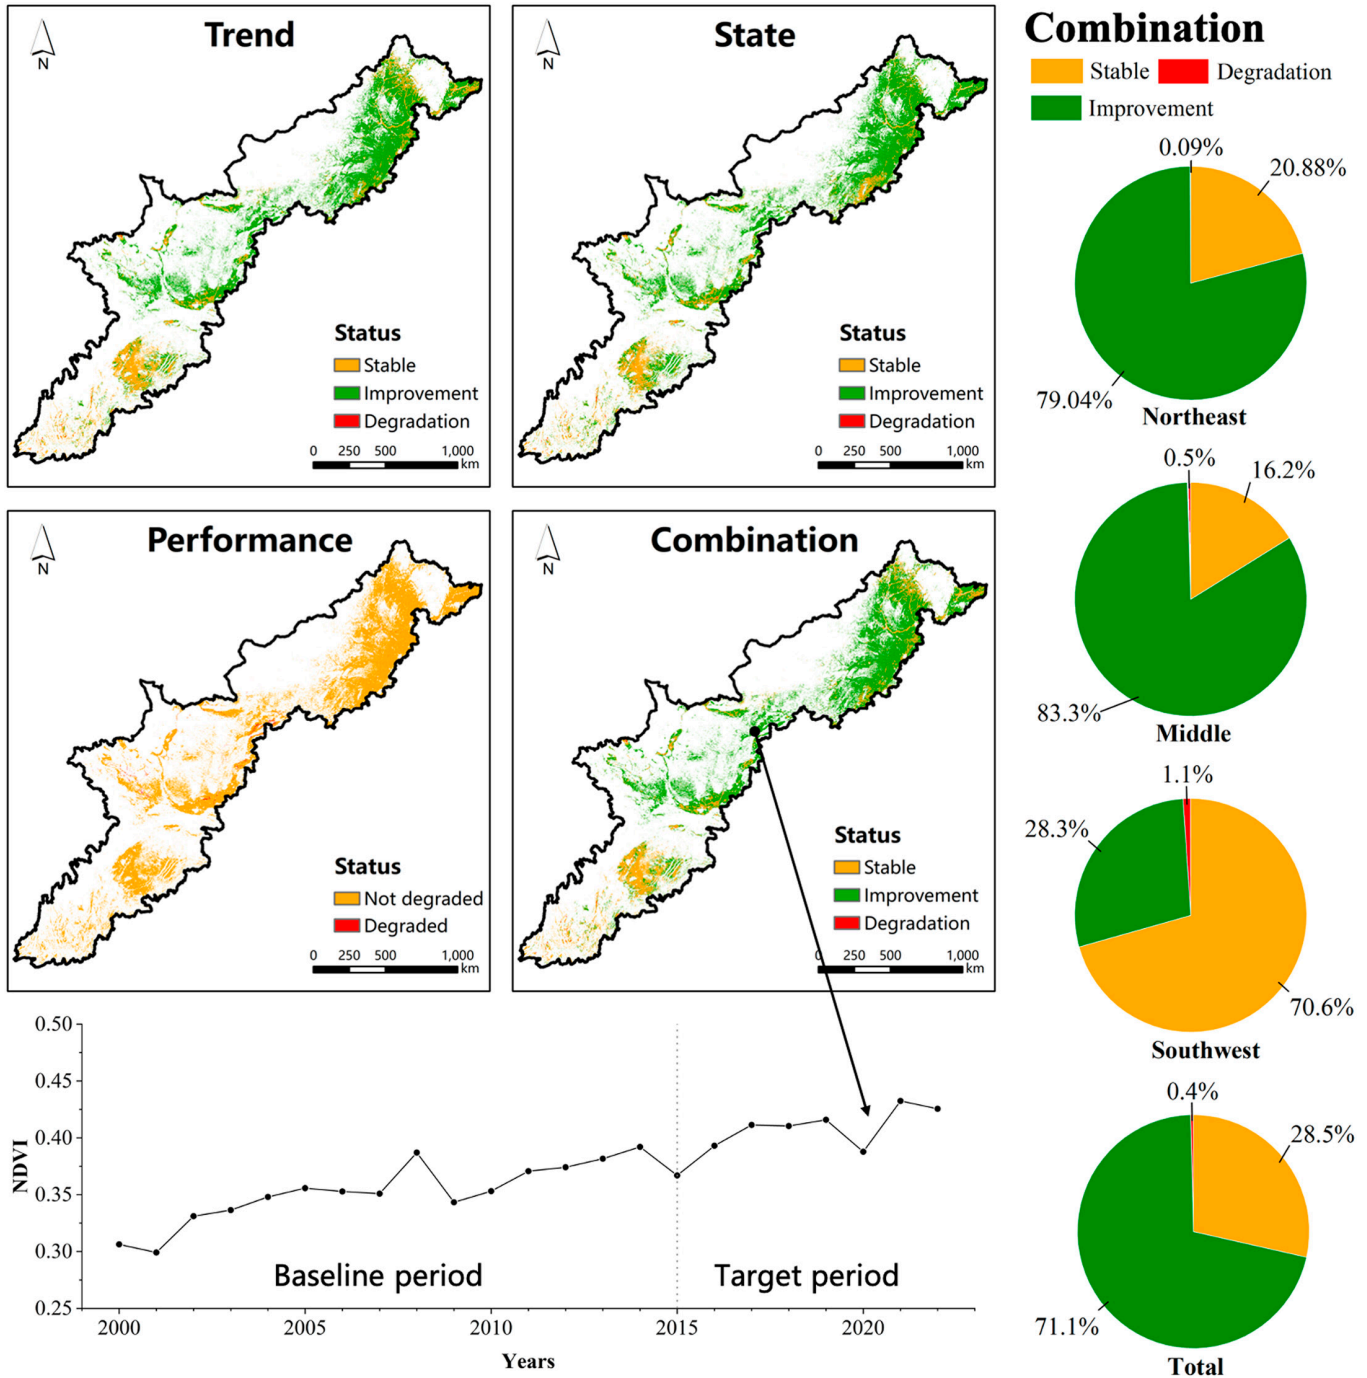 Trend
N
Status
Stable
Improvement
Degradation
0 250 500 1,000
km
State
N
Status
Stable
Improvement
Degradation
0 250 500 1,000
km
Performance
N
Status
Not degraded
Degraded
0 250 500 1,000
km
Combination
N
Status
Stable
Improvement
Degradation
0 250 500 1,000
km
Combination
Stable Degradation
Improvement
0.09%
20.88%
79.04%
Northeast
0.5%
16.2%
83.3%
Middle
1.1%
28.3%
70.6%
Southwest
0.4%
28.5%
71.1%
Total
0.50
0.45
0.40
0.35
0.30
0.25
NDVI
Baseline period
Target period
2000 2005 2010 2015 2020
Years